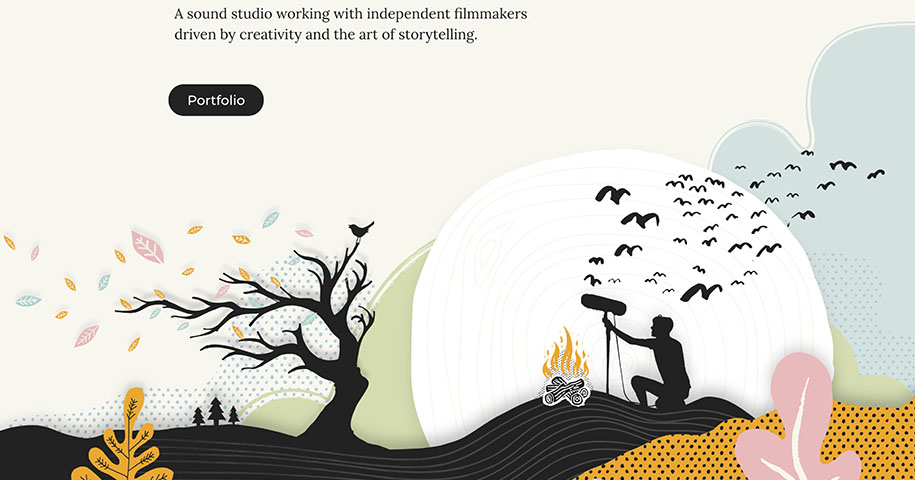 A sound studio working with independent filmmakers
driven by creativity and the art of storytelling.
Portfolio